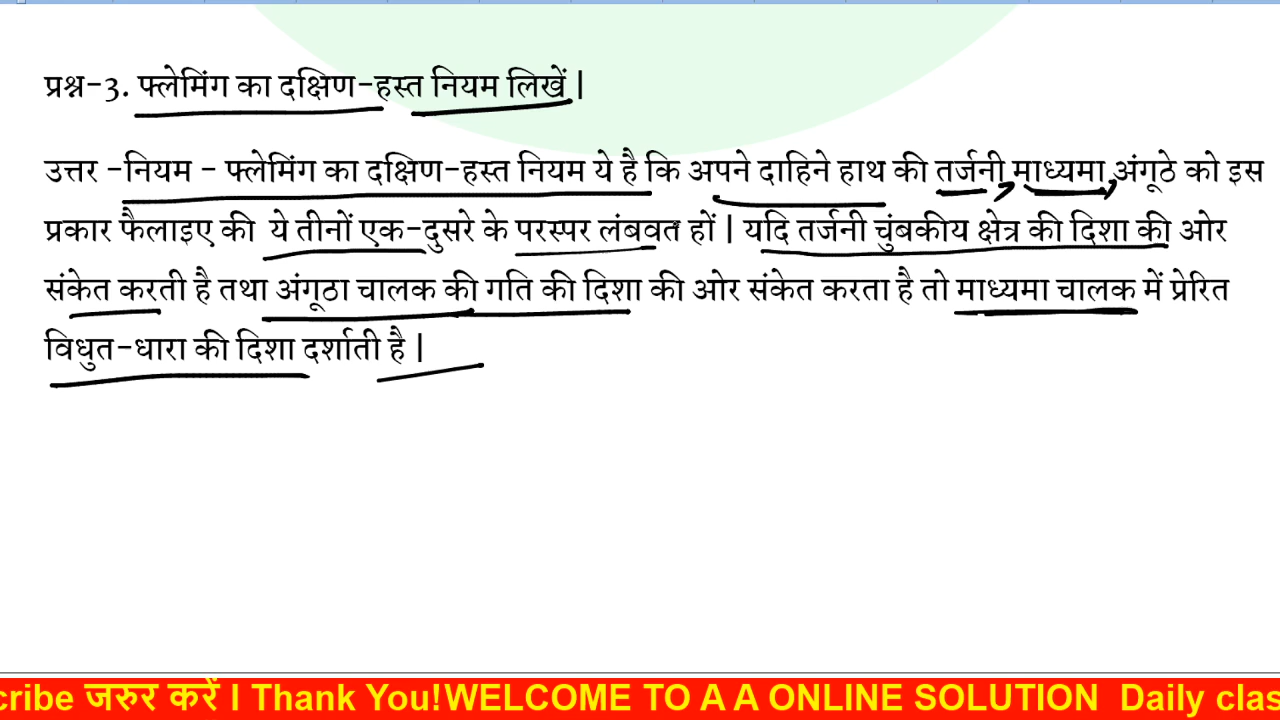 प्रश्न-3. फ्लेमिंग का दक्षिण-हस्त नियम लिखें |
उत्तर -नियम - फ्लेमिंग का दक्षिण-हस्त नियम ये है कि अपने दाहिने हाथ की तर्जनी, माध्यमा, अंगूठे को इस
प्रकार फैलाइए की ये तीनों एक-दुसरे के परस्पर लंबवत हों | यदि तर्जनी चुंबकीय क्षेत्र की दिशा की ओर
संकेत करती है तथा अंगूठा चालक की गति की दिशा की ओर संकेत करता है तो माध्यमा चालक में प्रेरित
विधुत-धारा की दिशा दर्शाती है |
cribe जरुर करें I Thank You!WELCOME TO A A ONLINE SOLUTION Daily clas